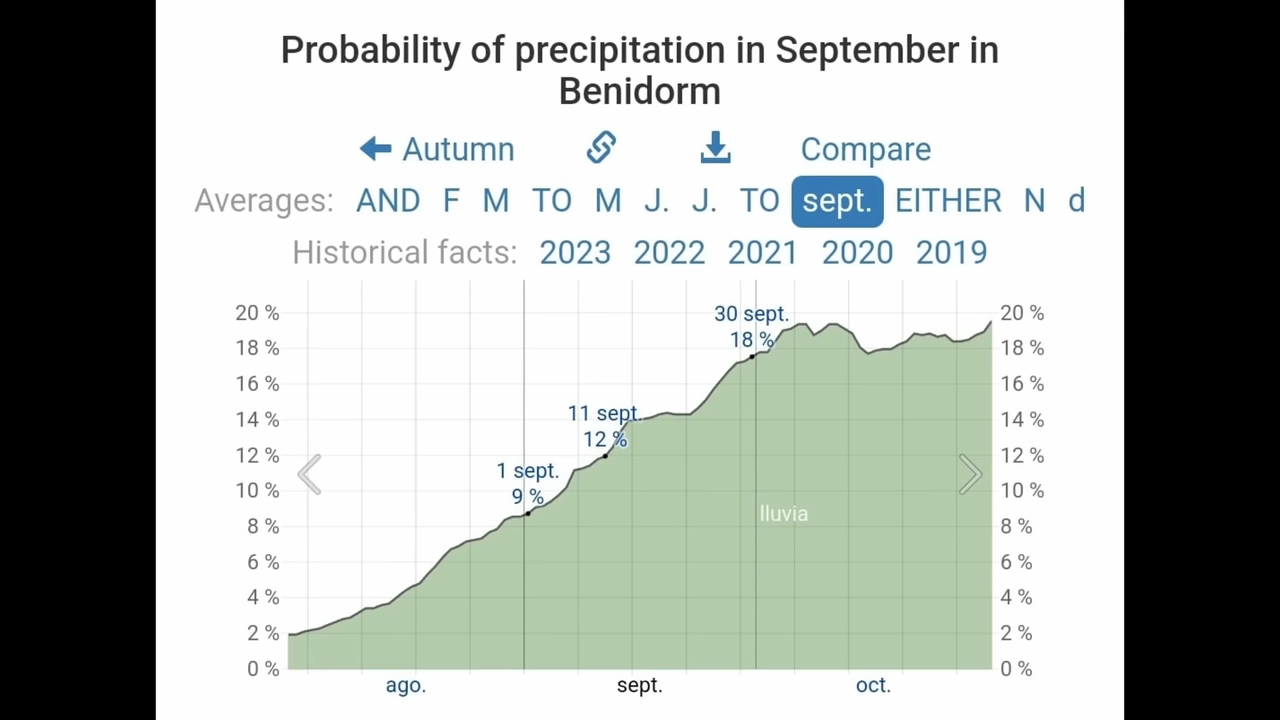 Probability of precipitation in September in
Benidorm
Autumn Compare
Averages: AND F M TO M J. J. TO sept. EITHER N d
Historical facts: 2023 2022 2021 2020 2019
20 % 30 sept. 20 %
18 % 18 % 18 %
16 % 16 %
14 % 11 sept. 14 %
12 % 12 % 12 %
1 sept.
10 % 9 % 10 %
8 % lluvia 8 %
6 % 6 %
4 % 4 %
2 % 2 %
0 % 0 %
ago. sept. oct.